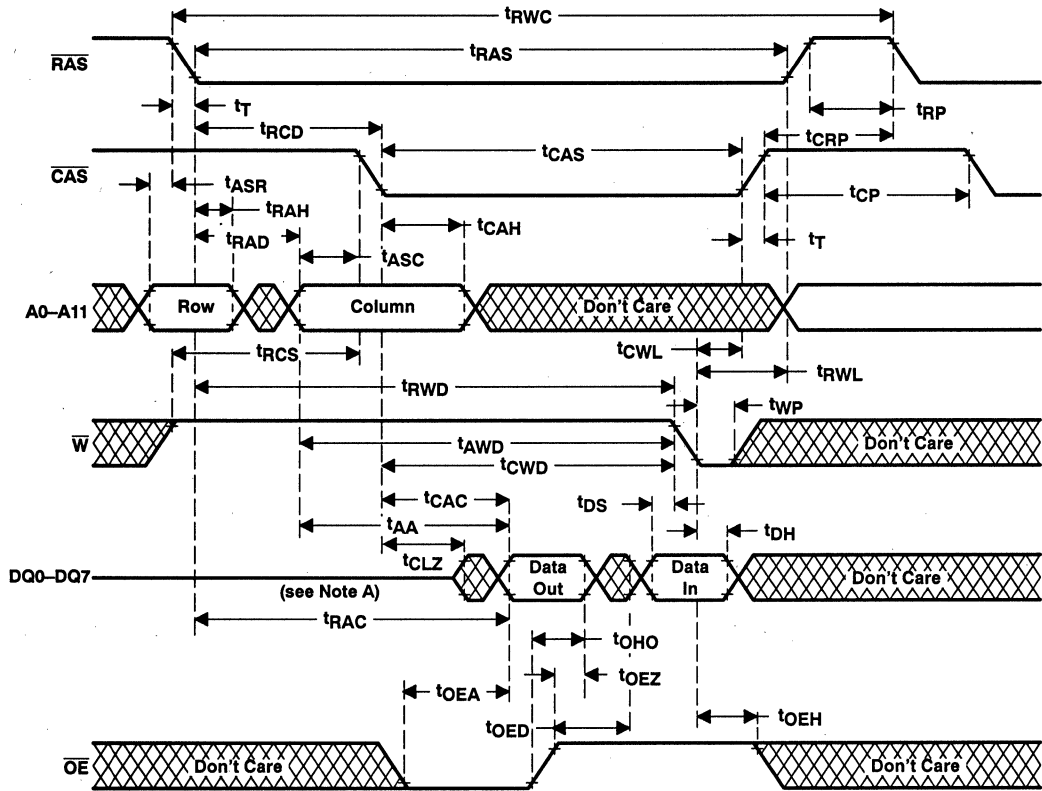 tRWC
RAS
tRAS
tT
tRP
tRCD
tCRP
CAS
tCAS
tASR
tCP
tRAH
tCAH
tRAD
tT
tASC
A0–A11
Row
Column
Don't Care
tRCS
tCWL
tRWL
tRWD
tWP
W
Don't Care
tAWD
tCWD
tCAC
tDS
tAA
tDH
tCLZ
DQ0–DQ7
Data Out
Data In
Don't Care
(see Note A)
tRAC
tOHO
tOEZ
tOEA
tOED
tOEH
OE
Don't Care
Don't Care